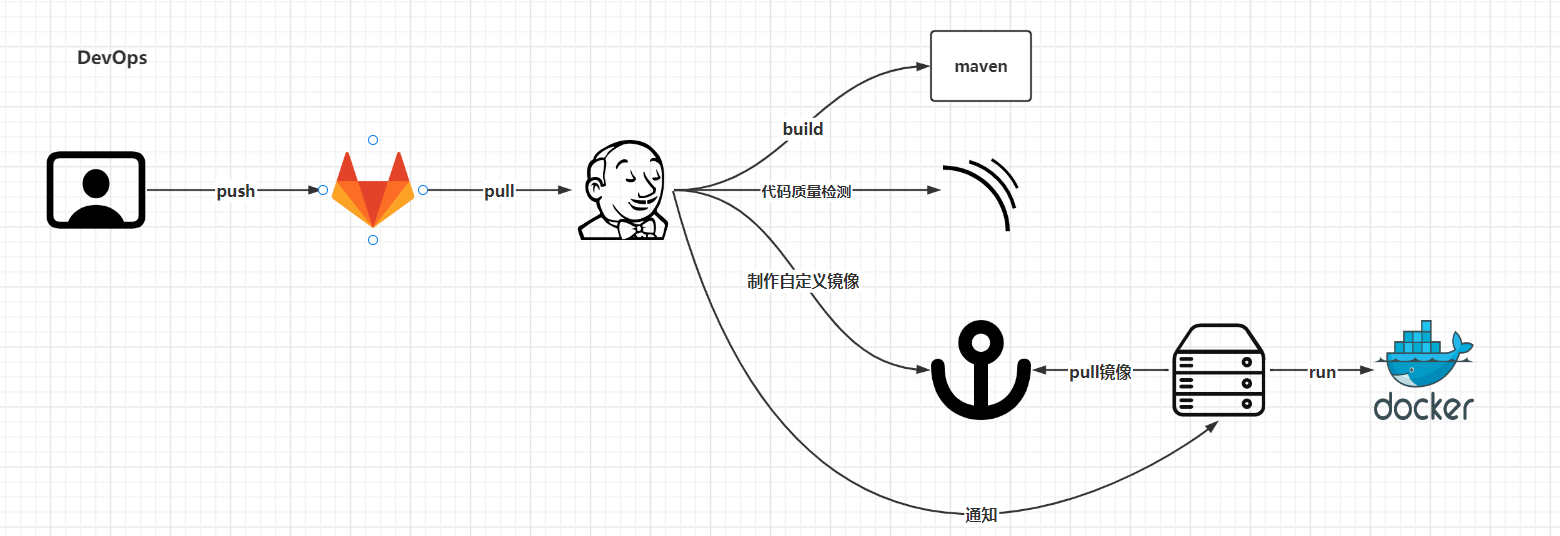 DevOps
maven
build
push
pull
代码质量检测
制作自定义镜像
pull镜像
run
docker
通知